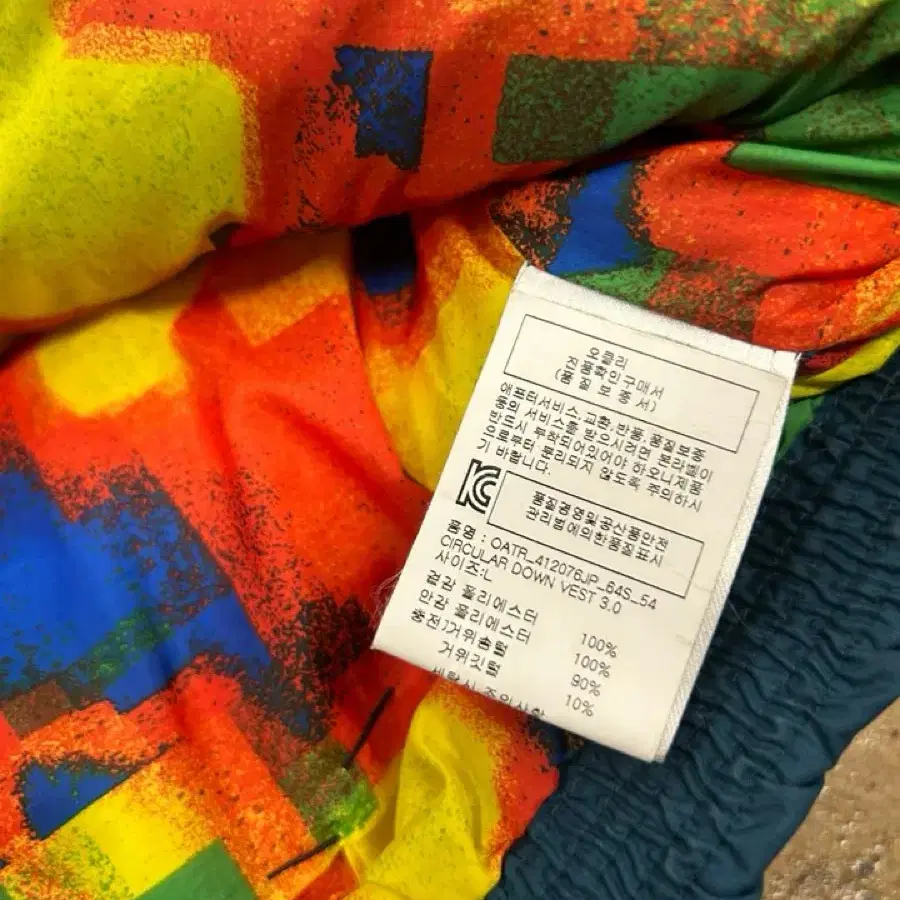 오클리
진품확인구매서
(품질보증서)
애프터서비스,교환,반품,품질보증
등의 서비스를 받으시려면 본라벨이
반드시 부착되어있어야 하오니제품
으로부터 분리되지 않도록 주의하시
기 바랍니다.
품질경영및공산품안전
관리법에의한품질표시
품명 : OATR_412076JP_64S_54
CIRCULAR DOWN VEST 3.0
사이즈:L
겉감 폴리에스터 100%
안감 폴리에스터 100%
충전)거위솜털 90%
거위깃털 10%
세탁시 주의사항